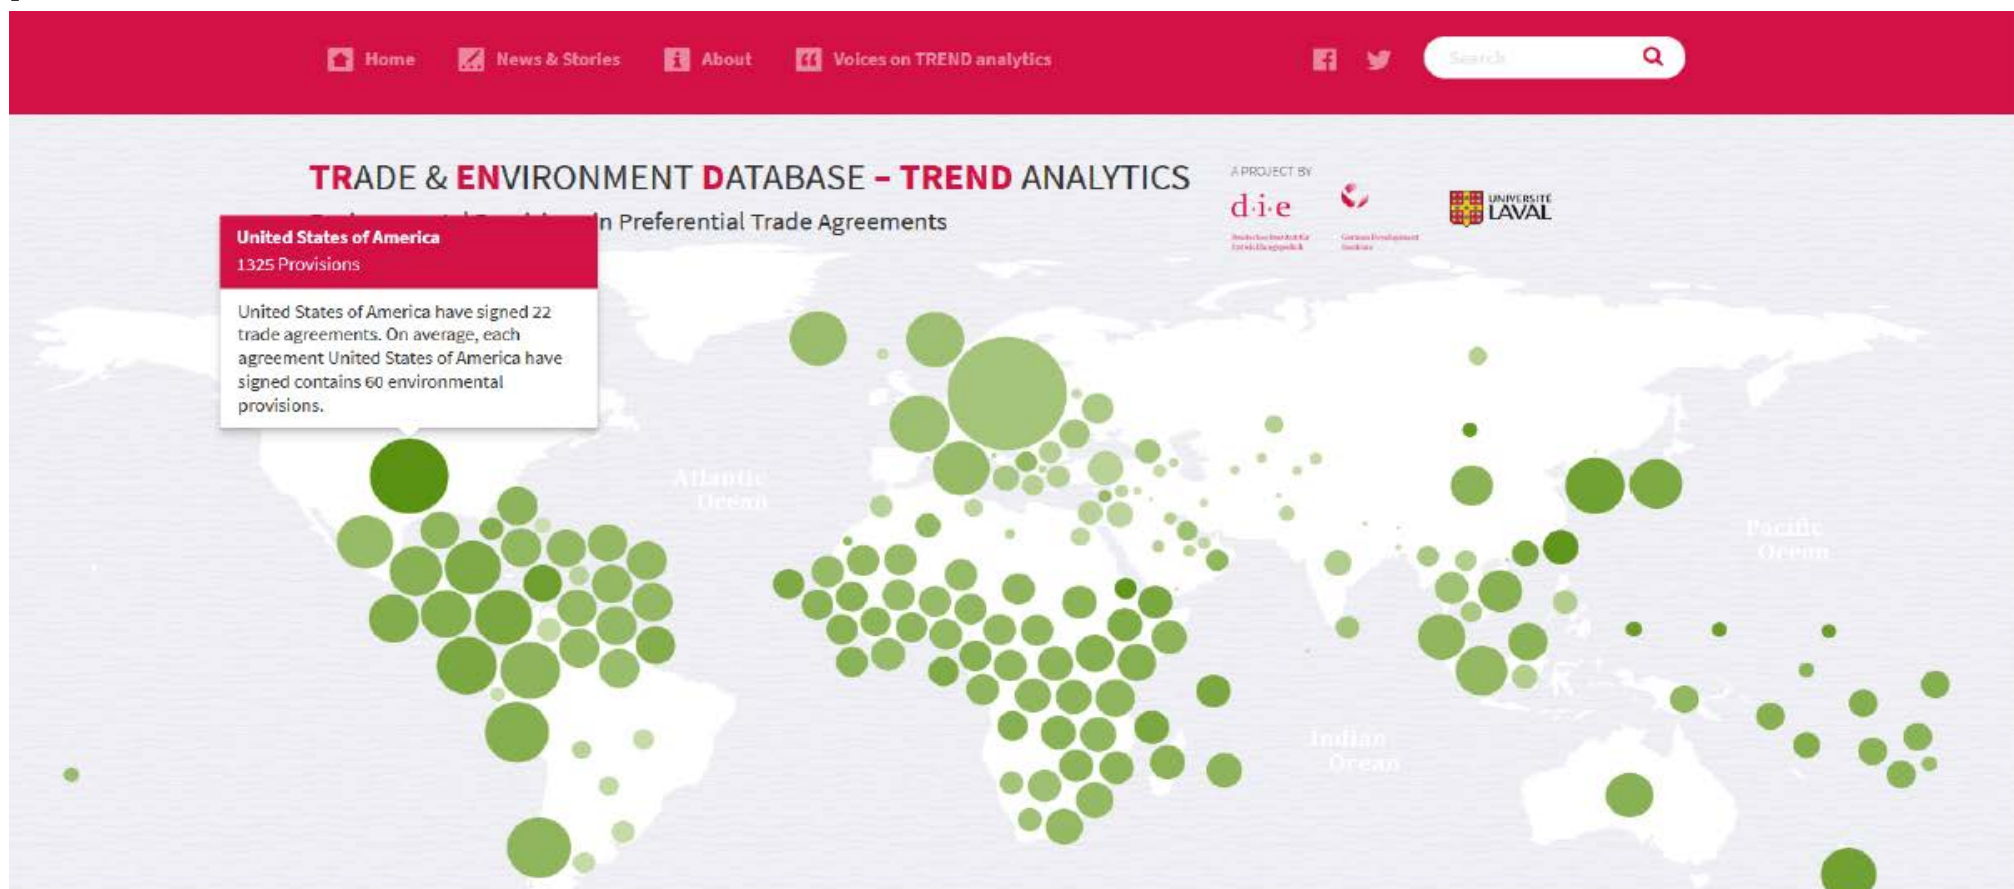 Home
News & Stories
About
Voices on TREND analytics
Search
TRADE & ENVIRONMENT DATABASE – TREND ANALYTICS
n Preferential Trade Agreements
A PROJECT BY
d·i·e
UNIVERSITÉ
LAVAL
United States of America
1325 Provisions
United States of America have signed 22
trade agreements. On average, each
agreement United States of America have
signed contains 60 environmental
provisions.
Atlantic
Ocean
Pacific
Ocean
Indian
Ocean